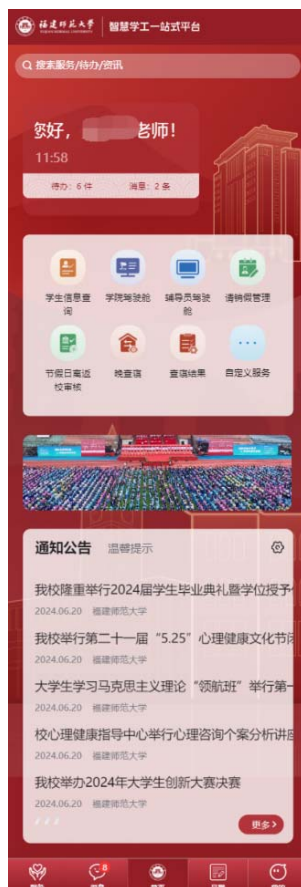 福建师范大学 智慧学工一站式平台
搜索服务/待办/资讯
您好， 老师！
11:58
待办：6 件 消息：2 条
学生信息查询 学院驾驶舱 辅导员驾驶舱 请销假管理
节假日离返校审核 晚查寝 查寝结果 自定义服务
通知公告 温馨提示
我校隆重举行2024届学生毕业典礼暨学位授予
2024.06.20 福建师范大学
我校举行第二十一届“5.25”心理健康文化节
2024.06.20 福建师范大学
大学生学习马克思主义理论“领航班”举行第一
2024.06.20 福建师范大学
校心理健康指导中心举行心理咨询个案分析讲座
2024.06.20 福建师范大学
我校举办2024年大学生创新大赛决赛
2024.06.20 福建师范大学
更多
8